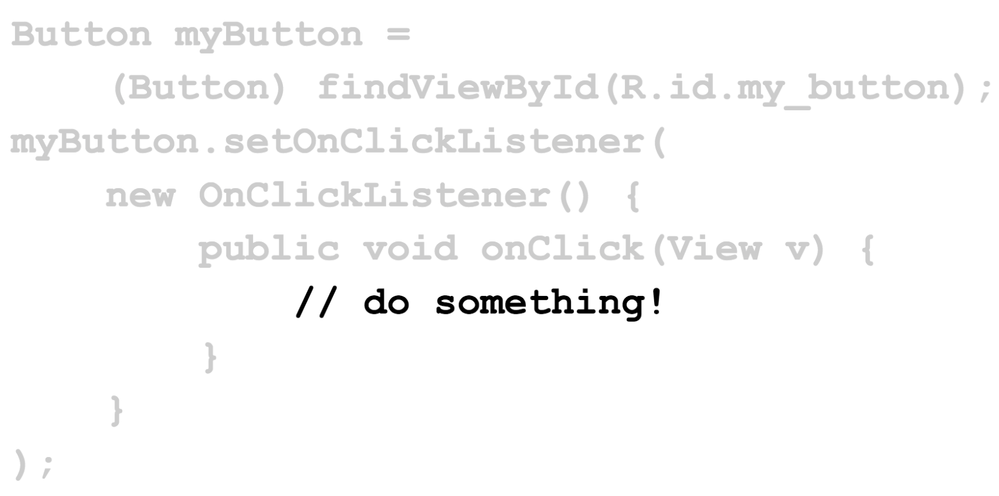 Button myButton =
    (Button) findViewById(R.id.my_button);
myButton.setOnClickListener(
    new OnClickListener() {
        public void onClick(View v) {
            // do something!
        }
    }
);